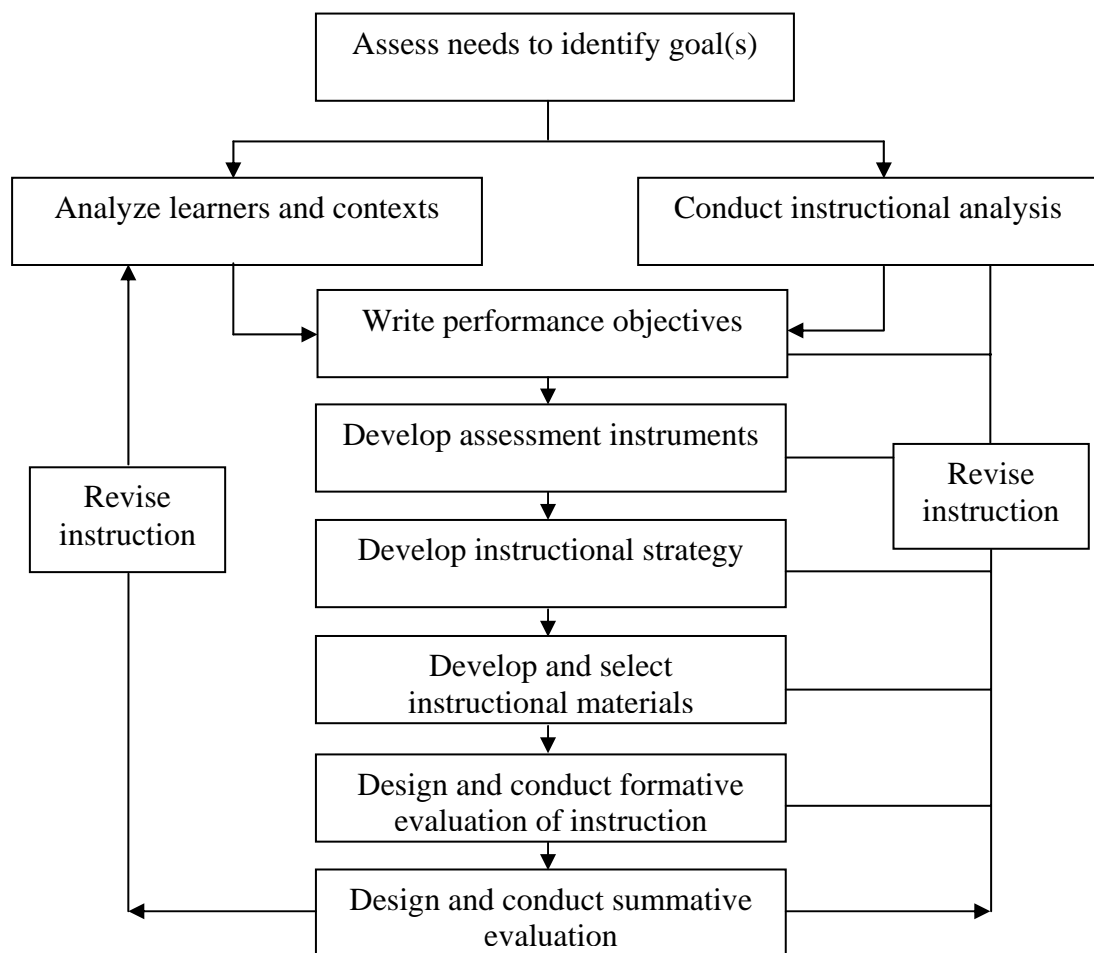 Assess needs to identify goal(s)
Analyze learners and contexts
Conduct instructional analysis
Write performance objectives
Develop assessment instruments
Revise
instruction
Revise
instruction
Develop instructional strategy
Develop and select
instructional materials
Design and conduct formative
evaluation of instruction
Design and conduct summative
evaluation